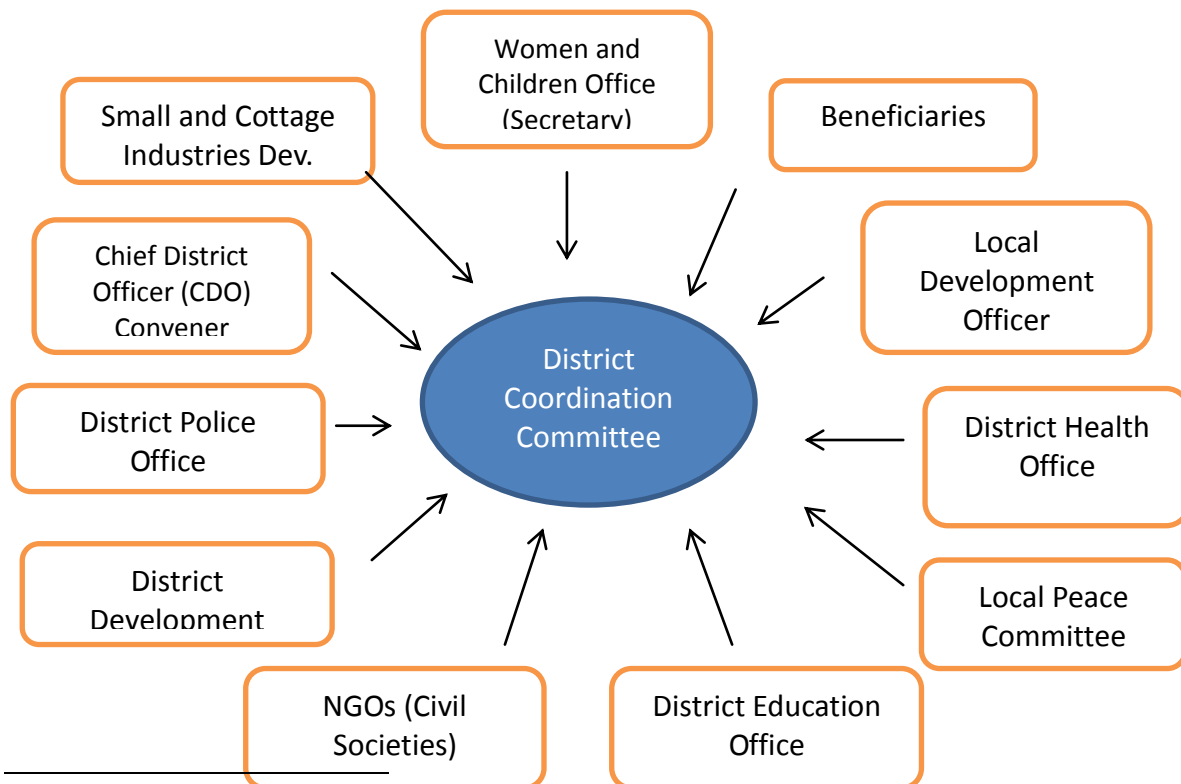 Women and
Children Office
(Secretary)
Small and Cottage
Industries Dev.
Beneficiaries
Chief District
Officer (CDO)
Convener
Local
Development
Officer
District
Coordination
Committee
District Police
Office
District Health
Office
District
Development
Local Peace
Committee
NGOs (Civil
Societies)
District Education
Office